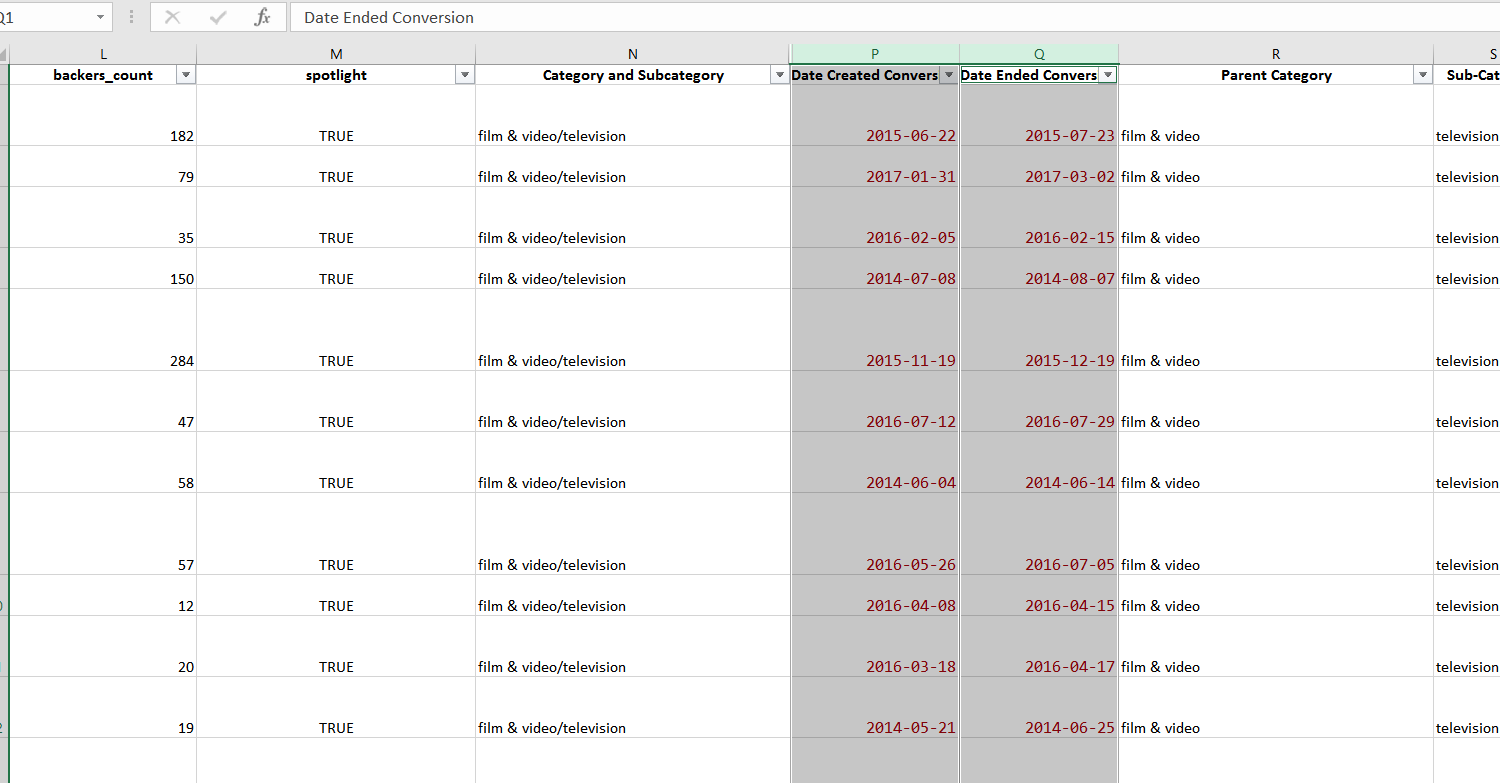 Q1 fx Date Ended Conversion
L M N P Q R S
backers_count spotlight Category and Subcategory Date Created Convers Date Ended Convers Parent Category Sub-Cat
182 TRUE film & video/television 2015-06-22 2015-07-23 film & video television
79 TRUE film & video/television 2017-01-31 2017-03-02 film & video television
35 TRUE film & video/television 2016-02-05 2016-02-15 film & video television
150 TRUE film & video/television 2014-07-08 2014-08-07 film & video television
284 TRUE film & video/television 2015-11-19 2015-12-19 film & video television
47 TRUE film & video/television 2016-07-12 2016-07-29 film & video television
58 TRUE film & video/television 2014-06-04 2014-06-14 film & video television
57 TRUE film & video/television 2016-05-26 2016-07-05 film & video television
12 TRUE film & video/television 2016-04-08 2016-04-15 film & video television
20 TRUE film & video/television 2016-03-18 2016-04-17 film & video television
19 TRUE film & video/television 2014-05-21 2014-06-25 film & video television